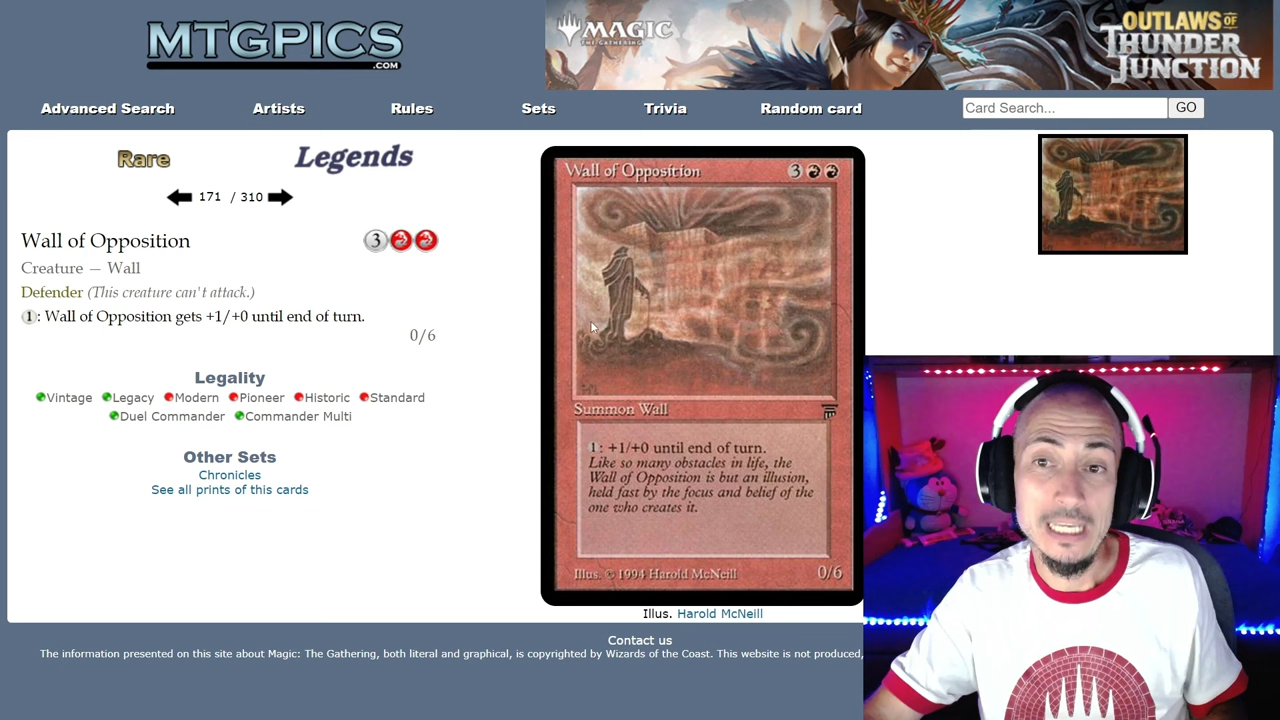 MTGPICS
.COM
MAGIC
THE GATHERING
OUTLAWS OF
THUNDER
JUNCTION
Advanced Search
Artists
Rules
Sets
Trivia
Random card
Card Search...
GO
Rare
Legends
171 / 310
Wall of Opposition
3
Creature — Wall
Defender (This creature can't attack.)
1: Wall of Opposition gets +1/+0 until end of turn.
0/6
Legality
Vintage Legacy Modern Pioneer Historic Standard
Duel Commander Commander Multi
Other Sets
Chronicles
See all prints of this cards
Wall of Opposition 3
Summon Wall
1: +1/+0 until end of turn.
Like so many obstacles in life, the
Wall of Opposition is but an illusion,
held fast by the focus and belief of the
one who creates it.
Illus. © 1994 Harold McNeill 0/6
Illus. Harold McNeill
Contact us
The information presented on this site about Magic: The Gathering, both literal and graphical, is copyrighted by Wizards of the Coast. This website is not produced,